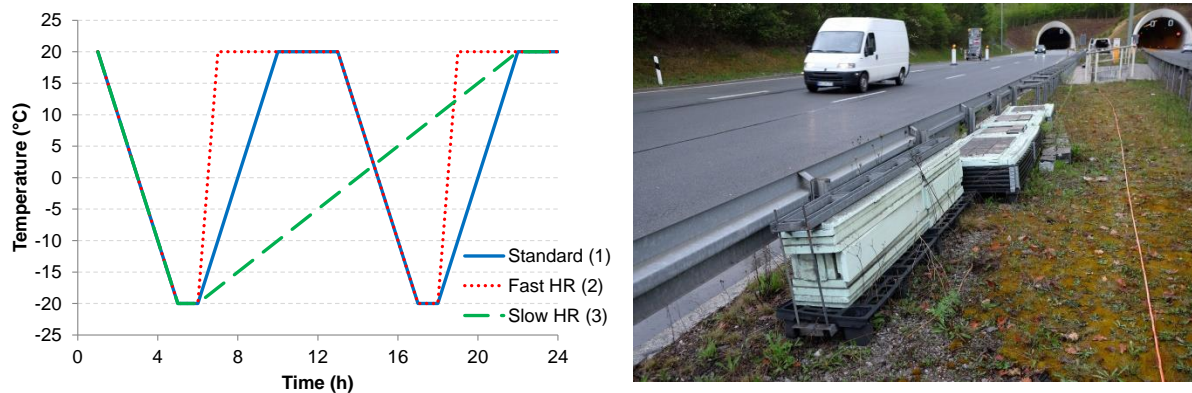 25
20
15
10
5
0
-5
-10
-15
-20
-25
Temperature (°C)
Standard (1)
Fast HR (2)
Slow HR (3)
0 4 8 12 16 20 24
Time (h)